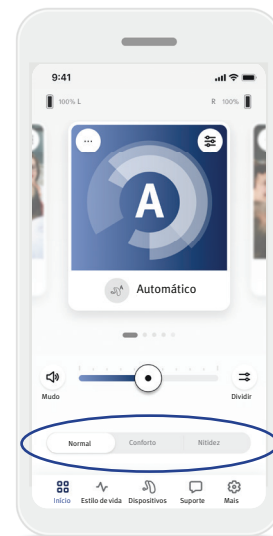 9:41
100% L
R 100%
A
Automático
Mudo
Dividir
Normal
Conforto
Nitidez
Início
Estilo de vida
Dispositivos
Suporte
Mais